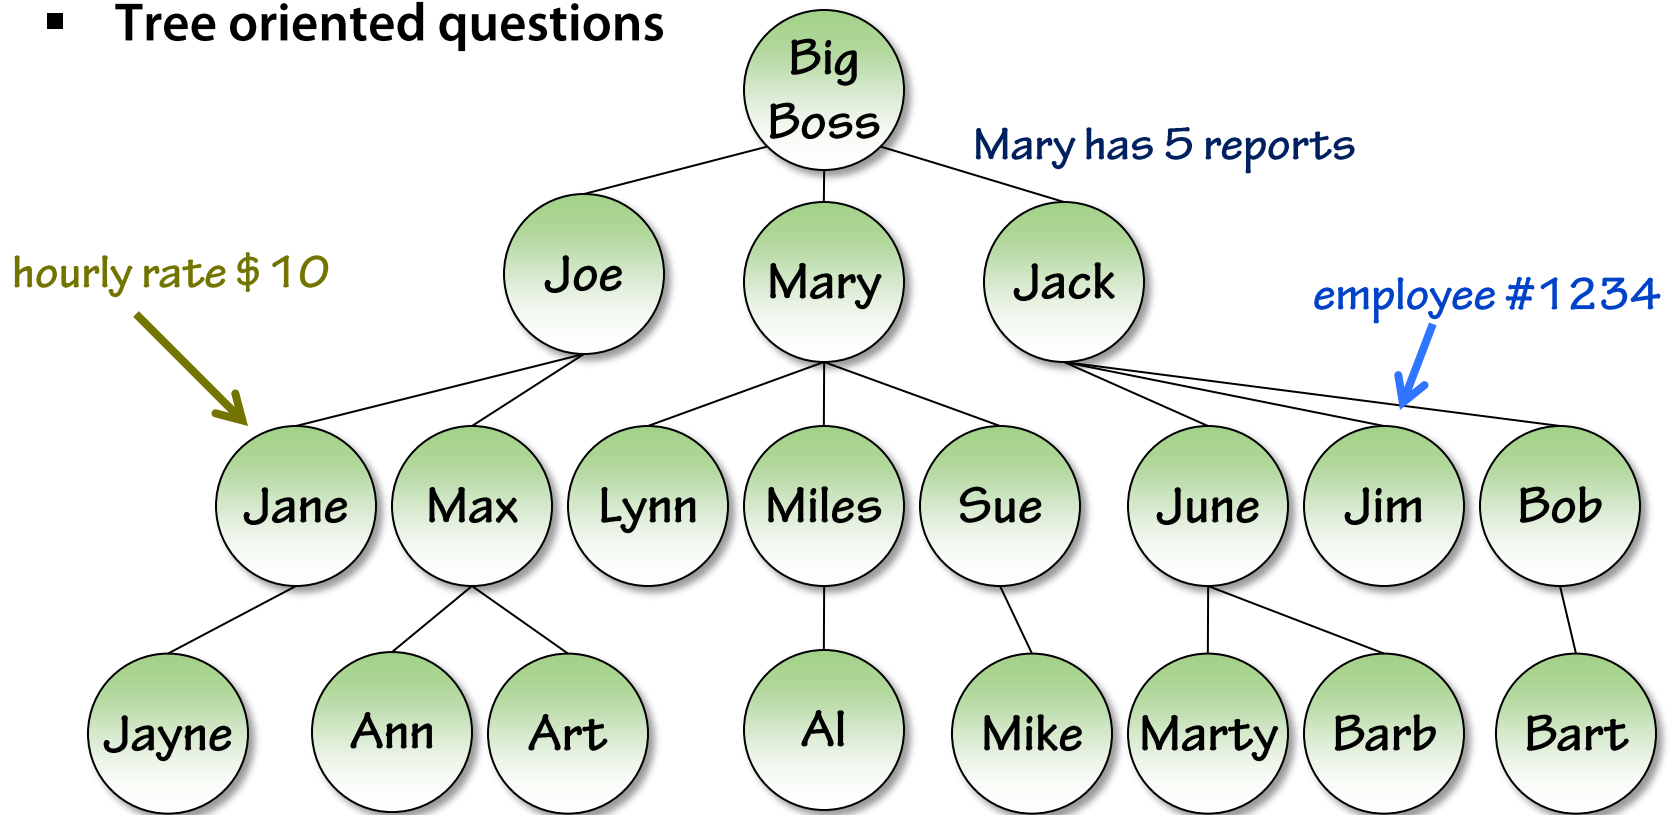 ▪ Tree oriented questions
Big
Boss
Mary has 5 reports
Joe
Mary
Jack
hourly rate $ 10
employee #1234
Jane
Max
Lynn
Miles
Sue
June
Jim
Bob
Jayne
Ann
Art
Al
Mike
Marty
Barb
Bart